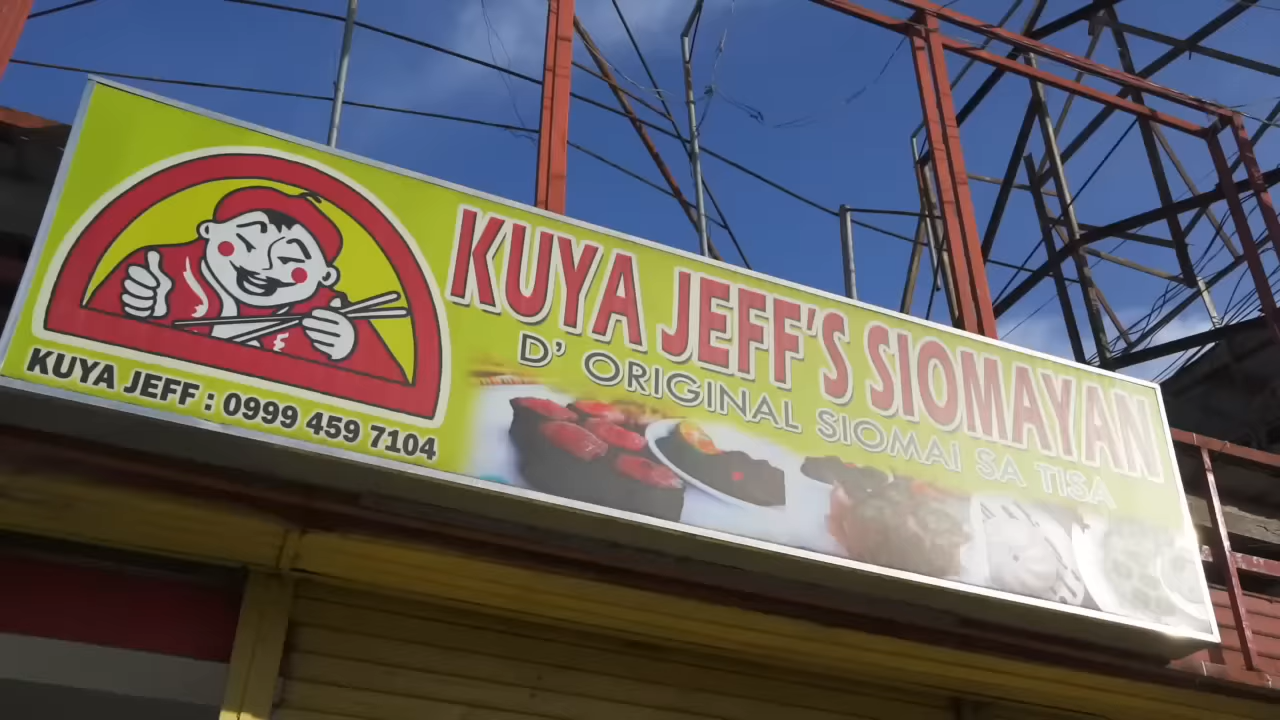 KUYA JEFF'S SIOMAYAN
D' ORIGINAL SIOMAI SA TISA
KUYA JEFF : 0999 459 7104